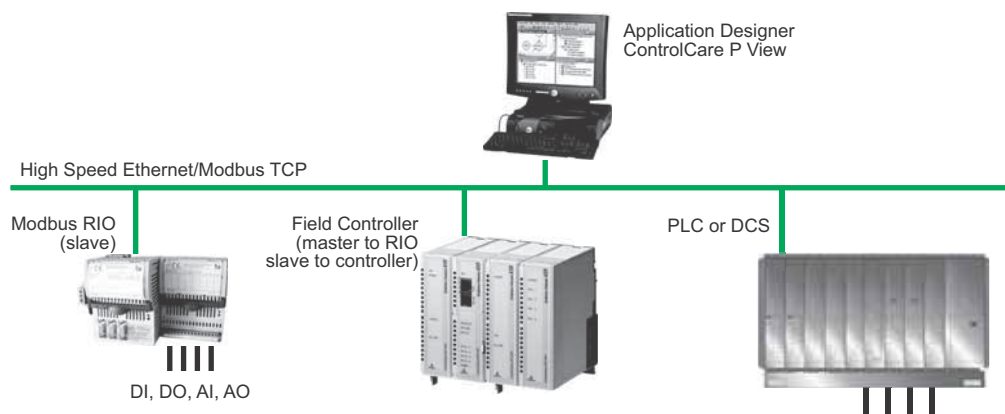 Application Designer
ControlCare P View
High Speed Ethernet/Modbus TCP
Modbus RIO
(slave)
Field Controller
(master to RIO
slave to controller)
PLC or DCS
DI, DO, AI, AO